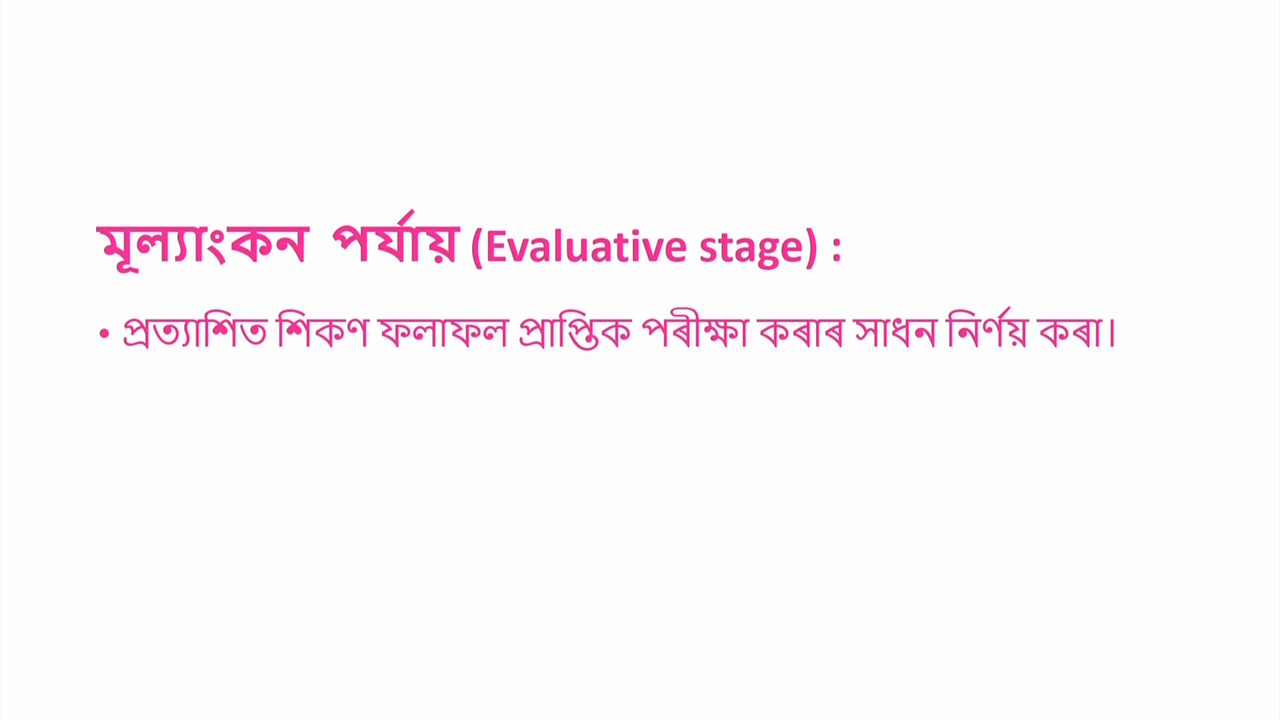 মূল্যাংকন পৰ্যায় (Evaluative stage) :
• প্ৰত্যাশিত শিকণ ফলাফল প্ৰাপ্তিক পৰীক্ষা কৰাৰ সাধন নিৰ্ণয় কৰা।